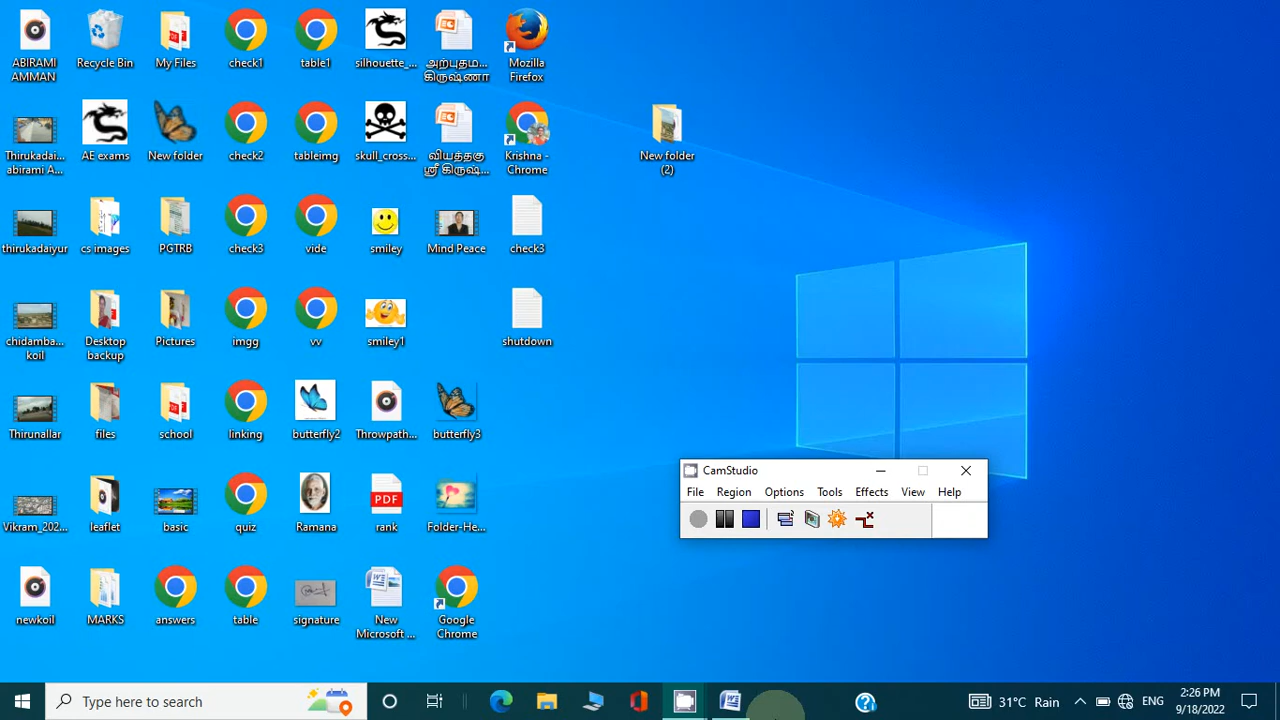 ABIRAMI
AMMAN
Recycle Bin
My Files
check1
table1
silhouette_...
அற்புதம...
கிருஷ்ணா
Mozilla
Firefox
Thirukadai...
abirami A...
AE exams
New folder
check2
tableimg
skull_cross...
வியத்தகு
ஸ்ரீ கிருஷ்...
Krishna -
Chrome
New folder
(2)
thirukadaiyur
cs images
PGTRB
check3
vide
smiley
Mind Peace
check3
chidamba...
koil
Desktop
backup
Pictures
imgg
vv
smiley1
shutdown
Thirunallar
files
school
linking
butterfly2
Throwpath...
butterfly3
Vikram_202...
leaflet
basic
quiz
Ramana
PDF
rank
Folder-He...
newkoil
MARKS
answers
table
signature
New
Microsoft ...
Google
Chrome
CamStudio
File Region Options Tools Effects View Help
Type here to search
31°C Rain
ENG
2:26 PM
9/18/2022